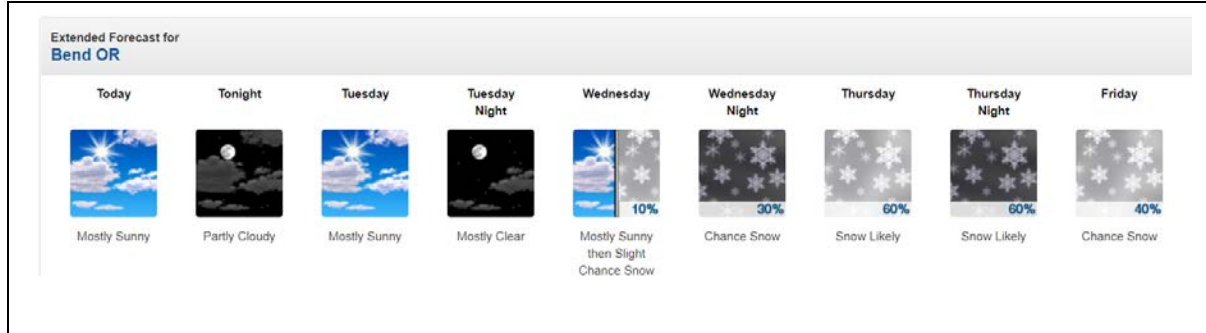 Extended Forecast for
Bend OR
Today
Tonight
Tuesday
Tuesday
Night
Wednesday
Wednesday
Night
Thursday
Thursday
Night
Friday
10%
30%
60%
60%
40%
Mostly Sunny
Partly Cloudy
Mostly Sunny
Mostly Clear
Mostly Sunny
then Slight
Chance Snow
Chance Snow
Snow Likely
Snow Likely
Chance Snow